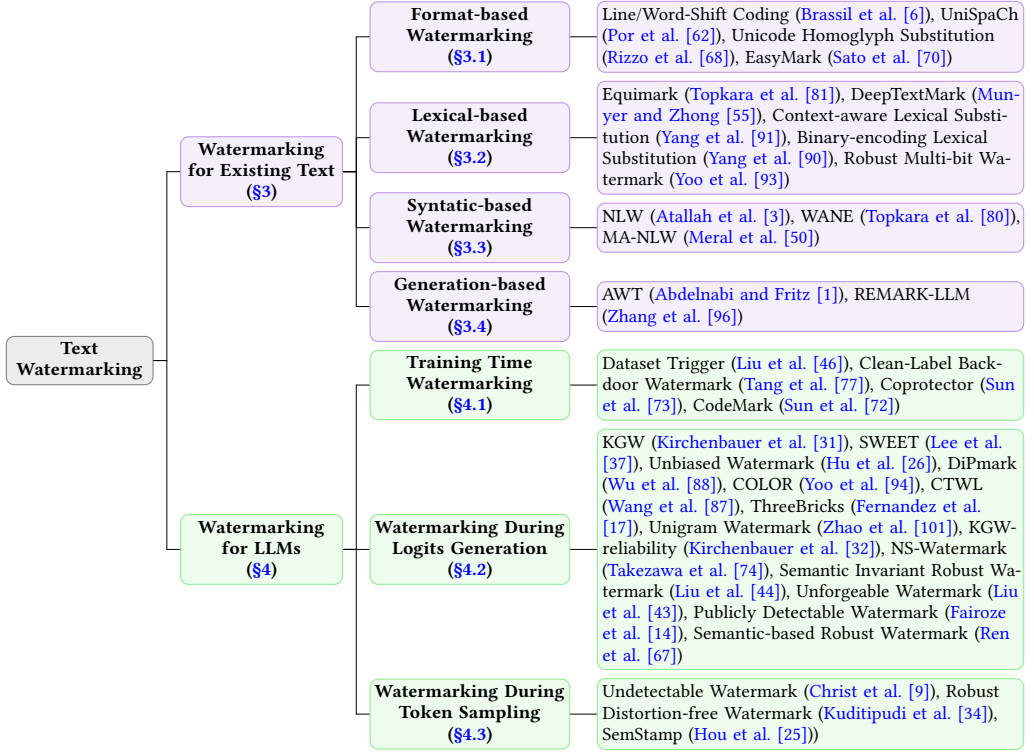 Text
Watermarking
Watermarking
for Existing Text
(§3)
Format-based
Watermarking
(§3.1)
Line/Word-Shift Coding (Brassil et al. [6]), UniSpaCh
(Por et al. [62]), Unicode Homoglyph Substitution
(Rizzo et al. [68]), EasyMark (Sato et al. [70])
Lexical-based
Watermarking
(§3.2)
Equimark (Topkara et al. [81]), DeepTextMark (Mun-
yer and Zhong [55]), Context-aware Lexical Substi-
tution (Yang et al. [91]), Binary-encoding Lexical
Substitution (Yang et al. [90]), Robust Multi-bit Wa-
termark (Yoo et al. [93])
Syntatic-based
Watermarking
(§3.3)
NLW (Atallah et al. [3]), WANE (Topkara et al. [80]),
MA-NLW (Meral et al. [50])
Generation-based
Watermarking
(§3.4)
AWT (Abdelnabi and Fritz [1]), REMARK-LLM
(Zhang et al. [96])
Watermarking
for LLMs
(§4)
Training Time
Watermarking
(§4.1)
Dataset Trigger (Liu et al. [46]), Clean-Label Back-
door Watermark (Tang et al. [77]), Coprotector (Sun
et al. [73]), CodeMark (Sun et al. [72])
Watermarking During
Logits Generation
(§4.2)
KGW (Kirchenbauer et al. [31]), SWEET (Lee et al.
[37]), Unbiased Watermark (Hu et al. [26]), DiPmark
(Wu et al. [88]), COLOR (Yoo et al. [94]), CTWL
(Wang et al. [87]), ThreeBricks (Fernandez et al.
[17]), Unigram Watermark (Zhao et al. [101]), KGW-
reliability (Kirchenbauer et al. [32]), NS-Watermark
(Takezawa et al. [74]), Semantic Invariant Robust Wa-
termark (Liu et al. [44]), Unforgeable Watermark (Liu
et al. [43]), Publicly Detectable Watermark (Fairoze
et al. [14]), Semantic-based Robust Watermark (Ren
et al. [67])
Watermarking During
Token Sampling
(§4.3)
Undetectable Watermark (Christ et al. [9]), Robust
Distortion-free Watermark (Kuditipudi et al. [34]),
SemStamp (Hou et al. [25]))